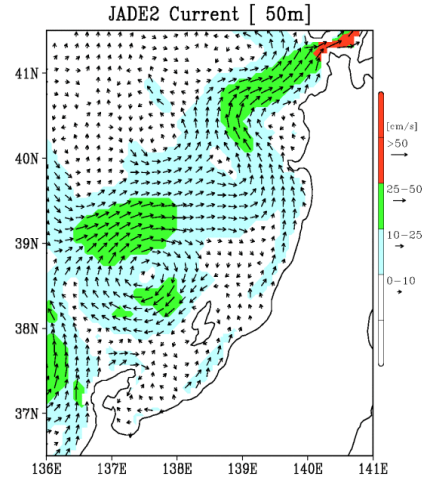 JADE2 Current [ 50m]
41N
40N
39N
38N
37N
136E 137E 138E 139E 140E 141E
[cm/s]
>50
25-50
10-25
0-10